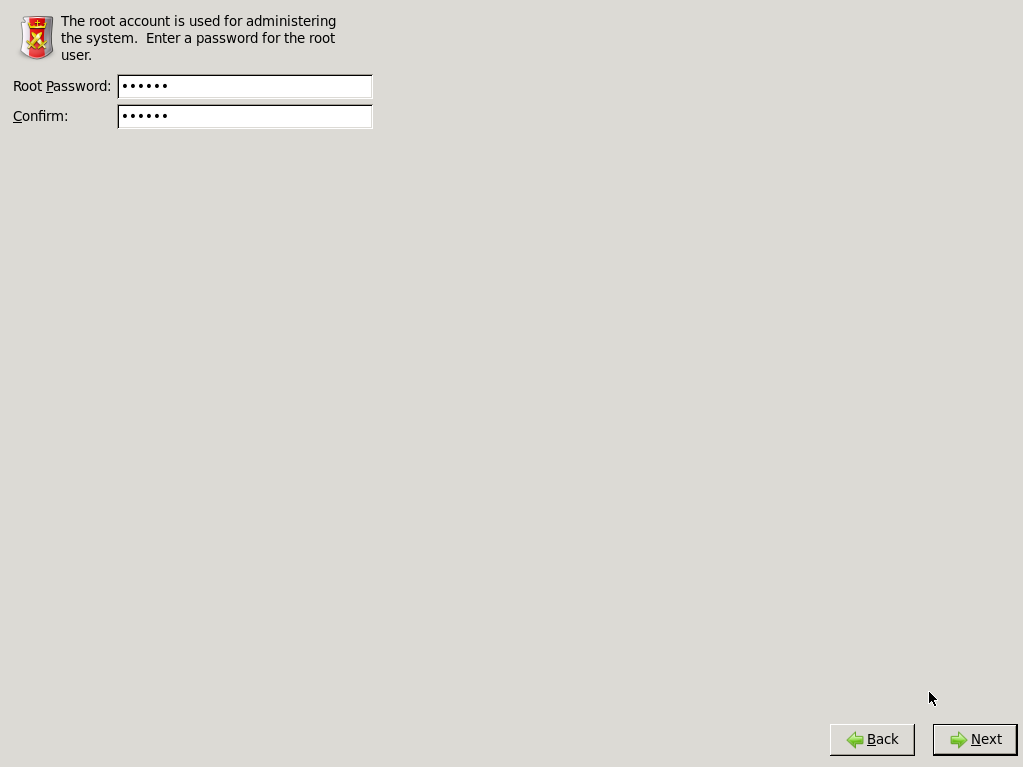 The root account is used for administering
the system.  Enter a password for the root
user.
Root Password: ••••••
Confirm: ••••••
Back
Next